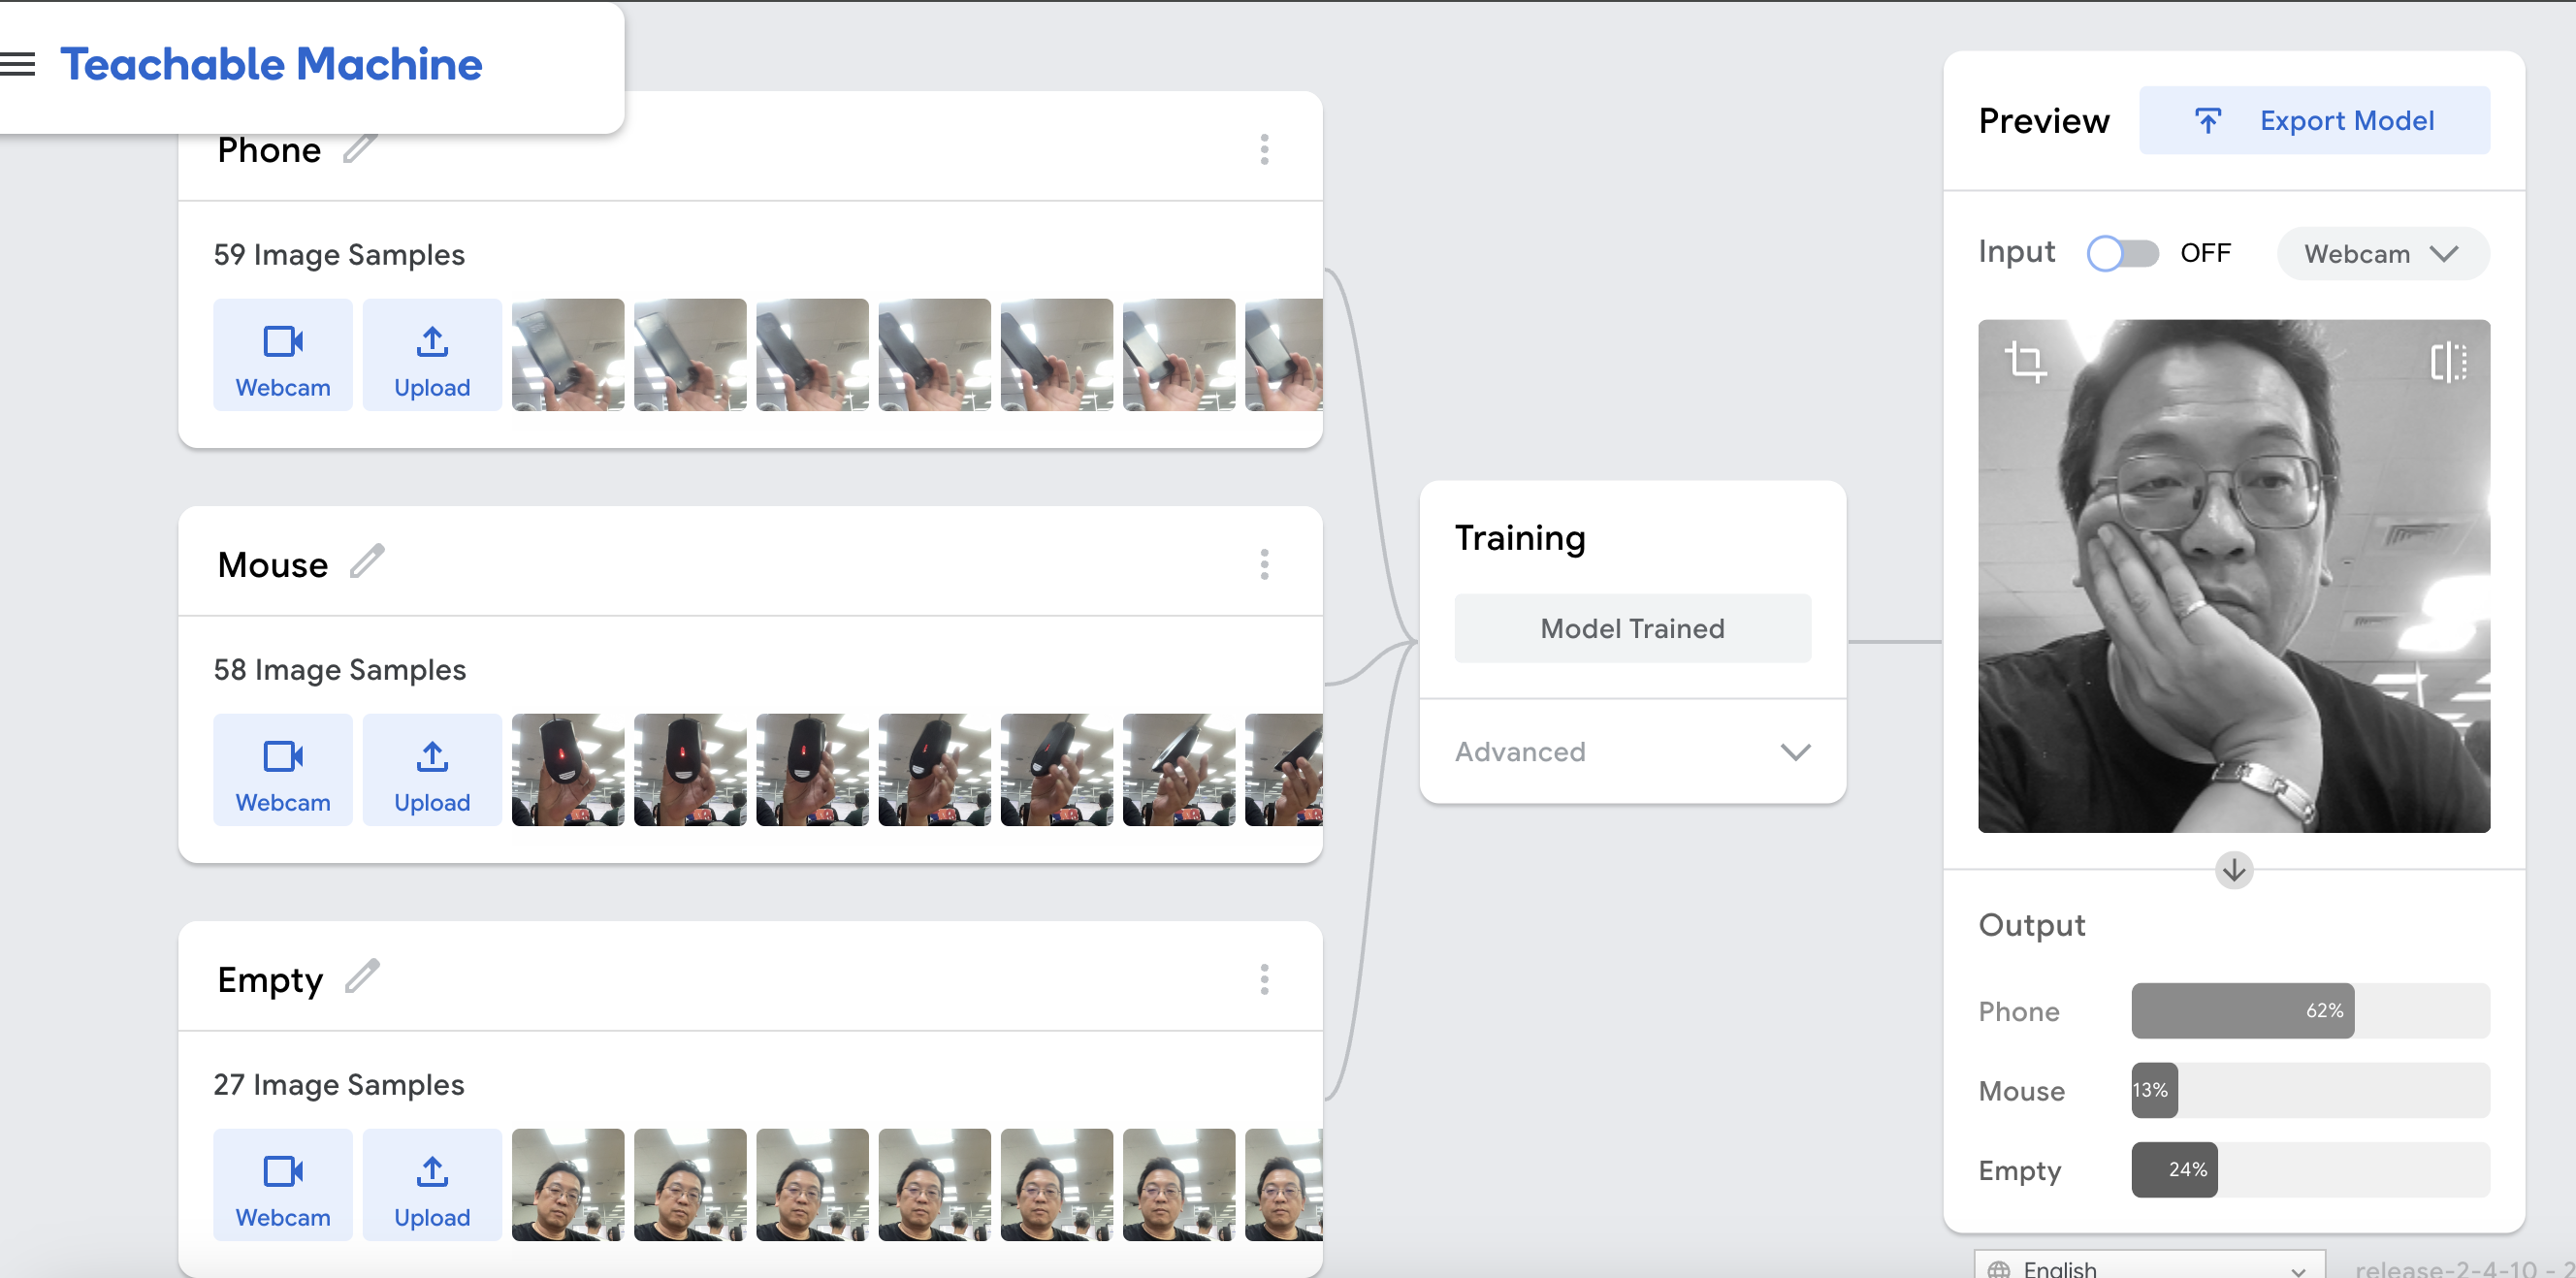 Teachable Machine
Phone
59 Image Samples
Webcam
Upload
Mouse
58 Image Samples
Webcam
Upload
Empty
27 Image Samples
Webcam
Upload
Training
Model Trained
Advanced
Preview
Export Model
Input
OFF
Webcam
Output
Phone
62%
Mouse
13%
Empty
24%
English
release-2-4-10 - 2